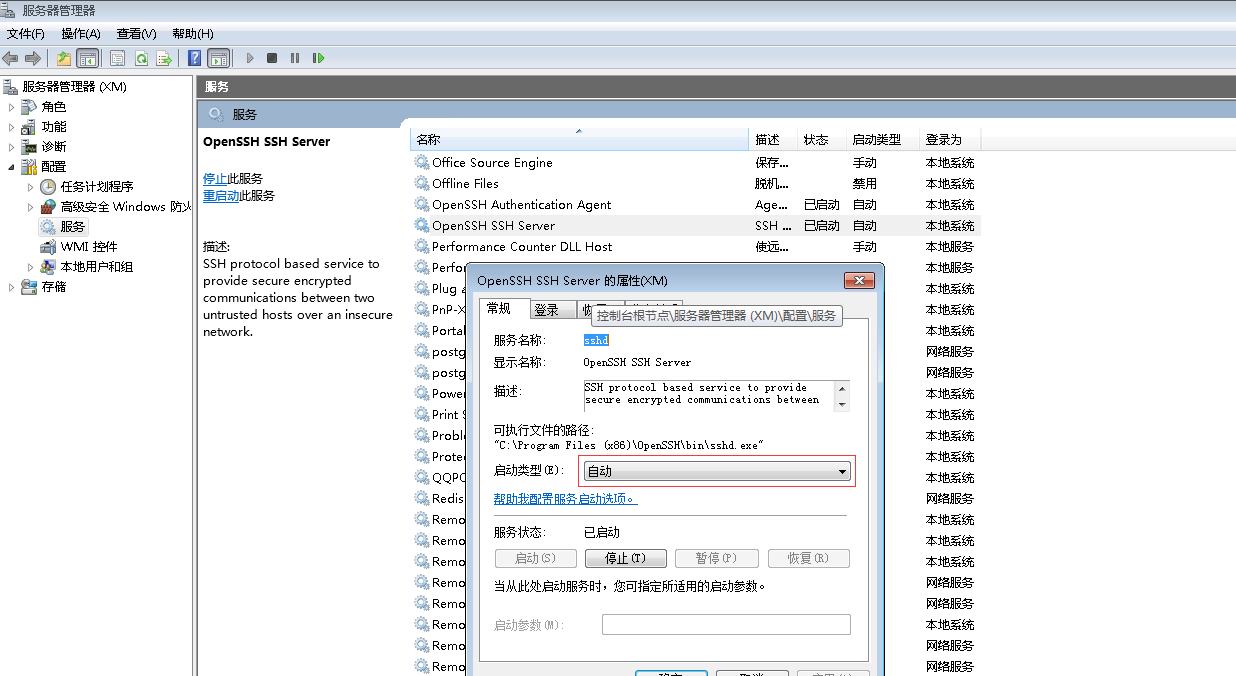 服务器管理器
文件(F) 操作(A) 查看(V) 帮助(H)
服务器管理器 (XM)
角色
功能
诊断
配置
任务计划程序
高级安全 Windows 防火
服务
WMI 控件
本地用户和组
存储
服务
服务
OpenSSH SSH Server
停止此服务
重启动此服务
描述:
SSH protocol based service to
provide secure encrypted
communications between two
untrusted hosts over an insecure
network.
名称 描述 状态 启动类型 登录为
Office Source Engine 保存... 手动 本地系统
Offline Files 脱机... 禁用 本地系统
OpenSSH Authentication Agent Age... 已启动 自动 本地系统
OpenSSH SSH Server SSH ... 已启动 自动 本地系统
Performance Counter DLL Host 使远... 手动 本地服务
Perfor 本地服务
Plug a 本地系统
PnP-X 本地系统
Portal 本地系统
postg 网络服务
postg 网络服务
Power 本地系统
Print S 本地系统
Proble 本地系统
Protec 本地系统
QQPC 本地系统
Redis 网络服务
Remo 本地系统
Remo 本地系统
Remo 本地系统
Remo 网络服务
Remo 网络服务
Remo 本地系统
Remo 网络服务
Remo 网络服务
OpenSSH SSH Server 的属性(XM)
常规 登录
控制台根节点\服务器管理器 (XM)\配置\服务
服务名称: sshd
显示名称: OpenSSH SSH Server
描述: SSH protocol based service to provide
secure encrypted communications between
可执行文件的路径:
"C:\Program Files (x86)\OpenSSH\bin\sshd.exe"
启动类型(E): 自动
帮助我配置服务启动选项。
服务状态: 已启动
启动(S) 停止(T) 暂停(P) 恢复(R)
当从此处启动服务时，您可指定所适用的启动参数。
启动参数(M):